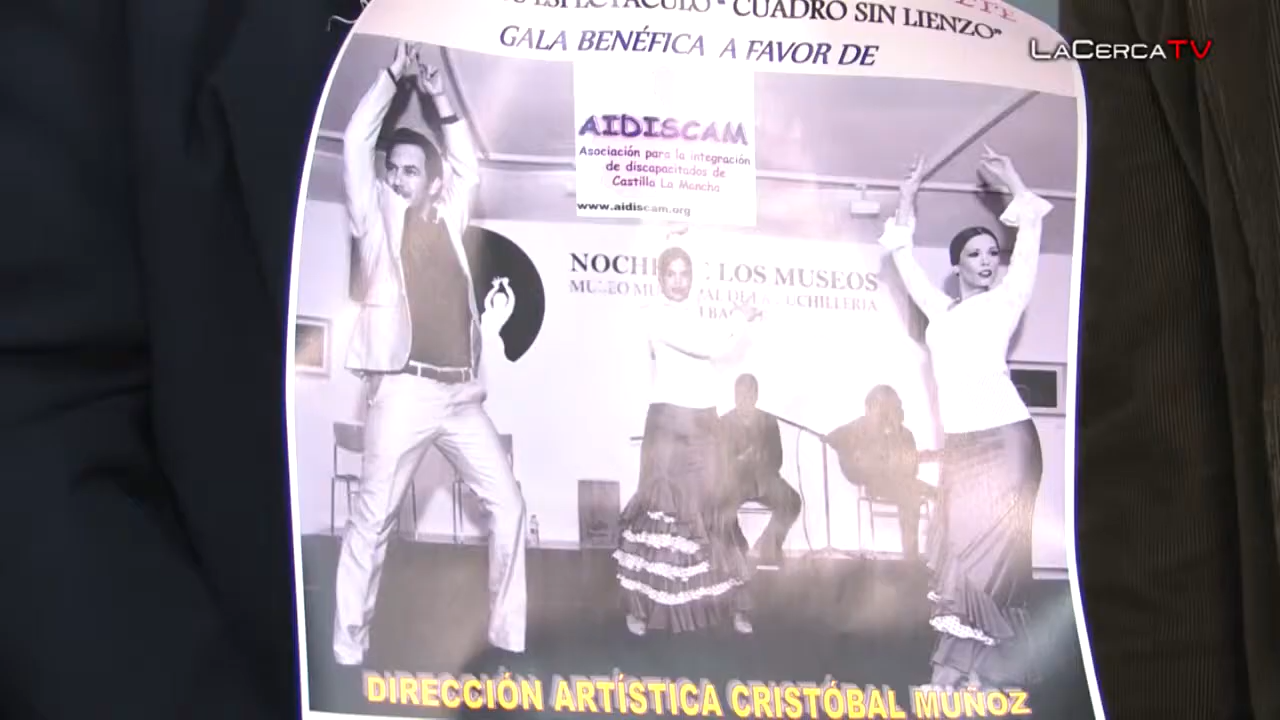 ESPECTÁCULO " CUADRO SIN LIENZO"
LACERCATV
GALA BENÉFICA A FAVOR DE
AIDISCAM
Asociación para la integración
de discapacitados de
Castilla La Mancha
www.aidiscam.org
LOS MUSEOS
DIRECCIÓN ARTÍSTICA CRISTÓBAL MUÑOZ